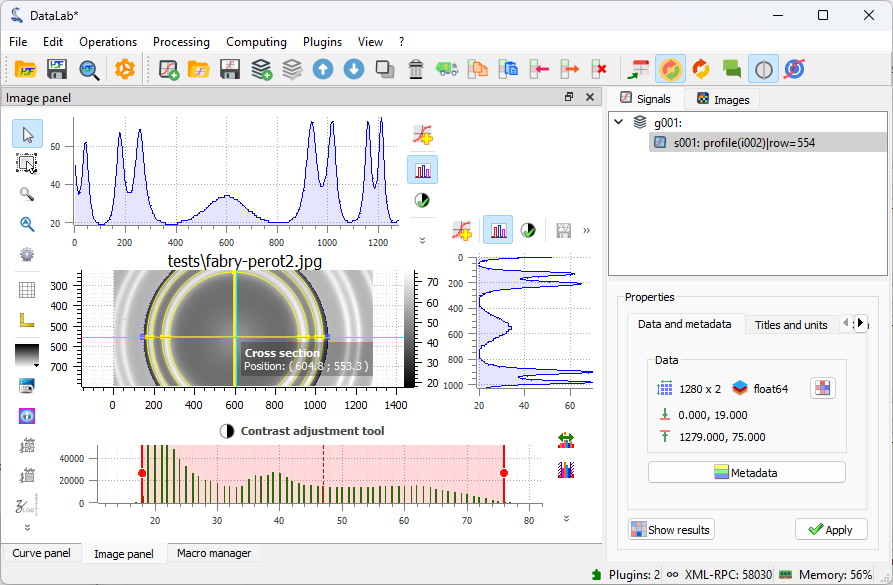 DataLab*
File Edit Operations Processing Computing Plugins View ?
Image panel
60
40
20
0 200 400 600 800 1000 1200
tests\fabry-perot2.jpg
300
400
500
600
700
70
60
50
40
30
20
0 200 400 600 800 1000 1200 1400
Cross section
Position: ( 604.8 ; 553.3 )
0
200
400
600
800
1000
20 40 60
Contrast adjustment tool
40000
20000
0
20 30 40 50 60 70 80
LOG
Curve panel Image panel Macro manager
Signals Images
g001:
s001: profile(i002)|row=554
Properties
Data and metadata Titles and units
Data
1280 x 2 float64
0.000, 19.000
1279.000, 75.000
Metadata
Show results Apply
Plugins: 2 XML-RPC: 58030 Memory: 56%